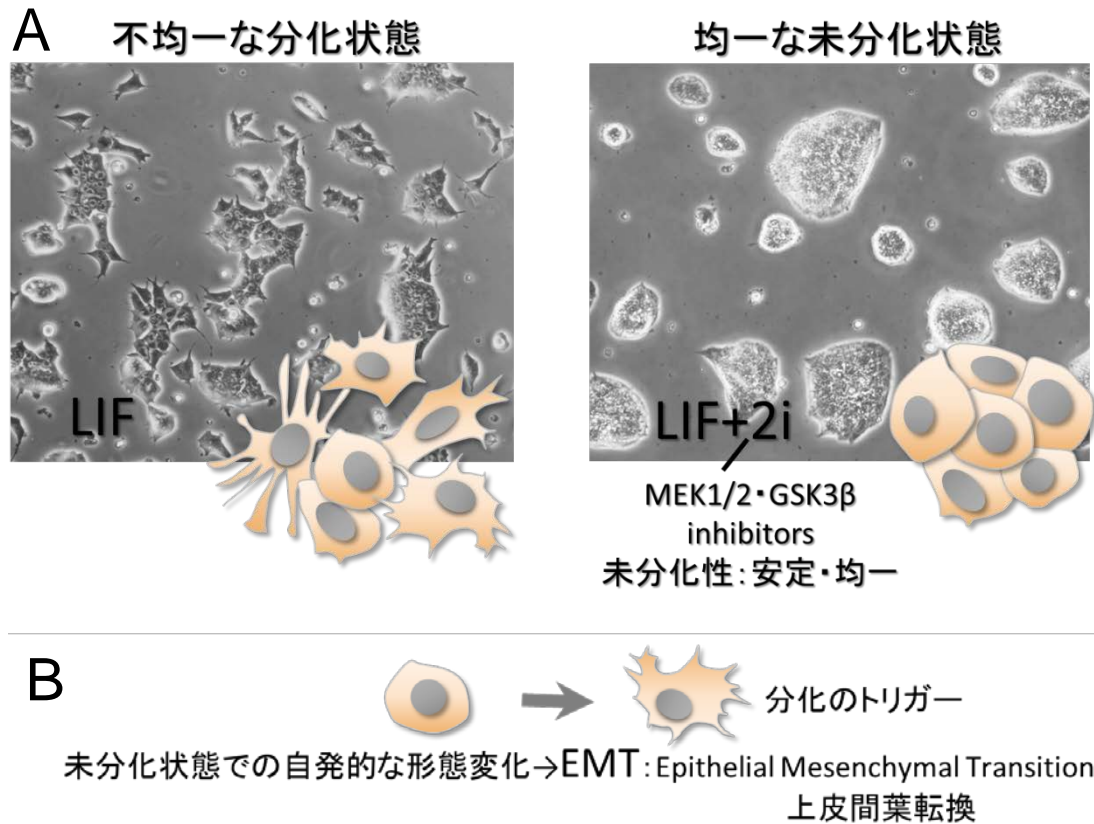 A
不均一な分化状態
均一な未分化状態
LIF
LIF+2i
MEK1/2・GSK3β
inhibitors
未分化性：安定・均一
B
分化のトリガー
未分化状態での自発的な形態変化→EMT：Epithelial Mesenchymal Transition
上皮間葉転換